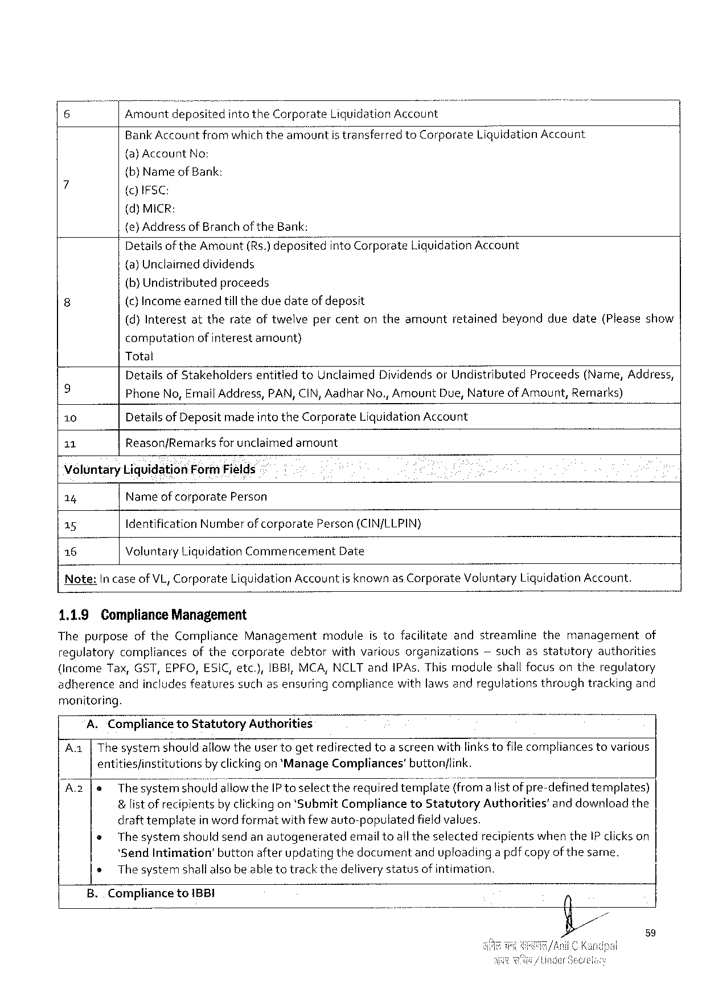 6 Amount deposited into the Corporate Liquidation Account
Bank Account from which the amount is transferred to Corporate Liquidation Account
(a) Account No:
(b) Name of Bank:
7
(c) IFSC:
(d) MICR:
(e) Address of Branch of the Bank:
Details of the Amount (Rs.) deposited into Corporate Liquidation Account
(a) Unclaimed dividends
(b) Undistributed proceeds
8 (c) Income earned till the due date of deposit
(d) Interest at the rate of twelve per cent on the amount retained beyond due date (Please show
computation of interest amount)
Total
Details of Stakeholders entitled to Unclaimed Dividends or Undistributed Proceeds (Name, Address,
9
Phone No, Email Address, PAN, CIN, Aadhar No., Amount Due, Nature of Amount, Remarks)
10 Details of Deposit made into the Corporate Liquidation Account
11 Reason/Remarks for unclaimed amount
Voluntary Liquidation Form Fields
14 Name of corporate Person
15 Identification Number of corporate Person (CIN/LLPIN)
16 Voluntary Liquidation Commencement Date
Note: In case of VL, Corporate Liquidation Account is known as Corporate Voluntary Liquidation Account.
1.1.9 Compliance Management
The purpose of the Compliance Management module is to facilitate and streamline the management of
regulatory compliances of the corporate debtor with various organizations – such as statutory authorities
(Income Tax, GST, EPFO, ESIC, etc.), IBBI, MCA, NCLT and IPAs. This module shall focus on the regulatory
adherence and includes features such as ensuring compliance with laws and regulations through tracking and
monitoring.
A. Compliance to Statutory Authorities
A.1 The system should allow the user to get redirected to a screen with links to file compliances to various
entities/institutions by clicking on 'Manage Compliances' button/link.
A.2 • The system should allow the IP to select the required template (from a list of pre-defined templates)
& list of recipients by clicking on 'Submit Compliance to Statutory Authorities' and download the
draft template in word format with few auto-populated field values.
• The system should send an autogenerated email to all the selected recipients when the IP clicks on
'Send Intimation' button after updating the document and uploading a pdf copy of the same.
• The system shall also be able to track the delivery status of intimation.
B. Compliance to IBBI
59
अनिल चन्द्र काण्डपाल/Anil C Kandpal
अवर सचिव/Under Secretary